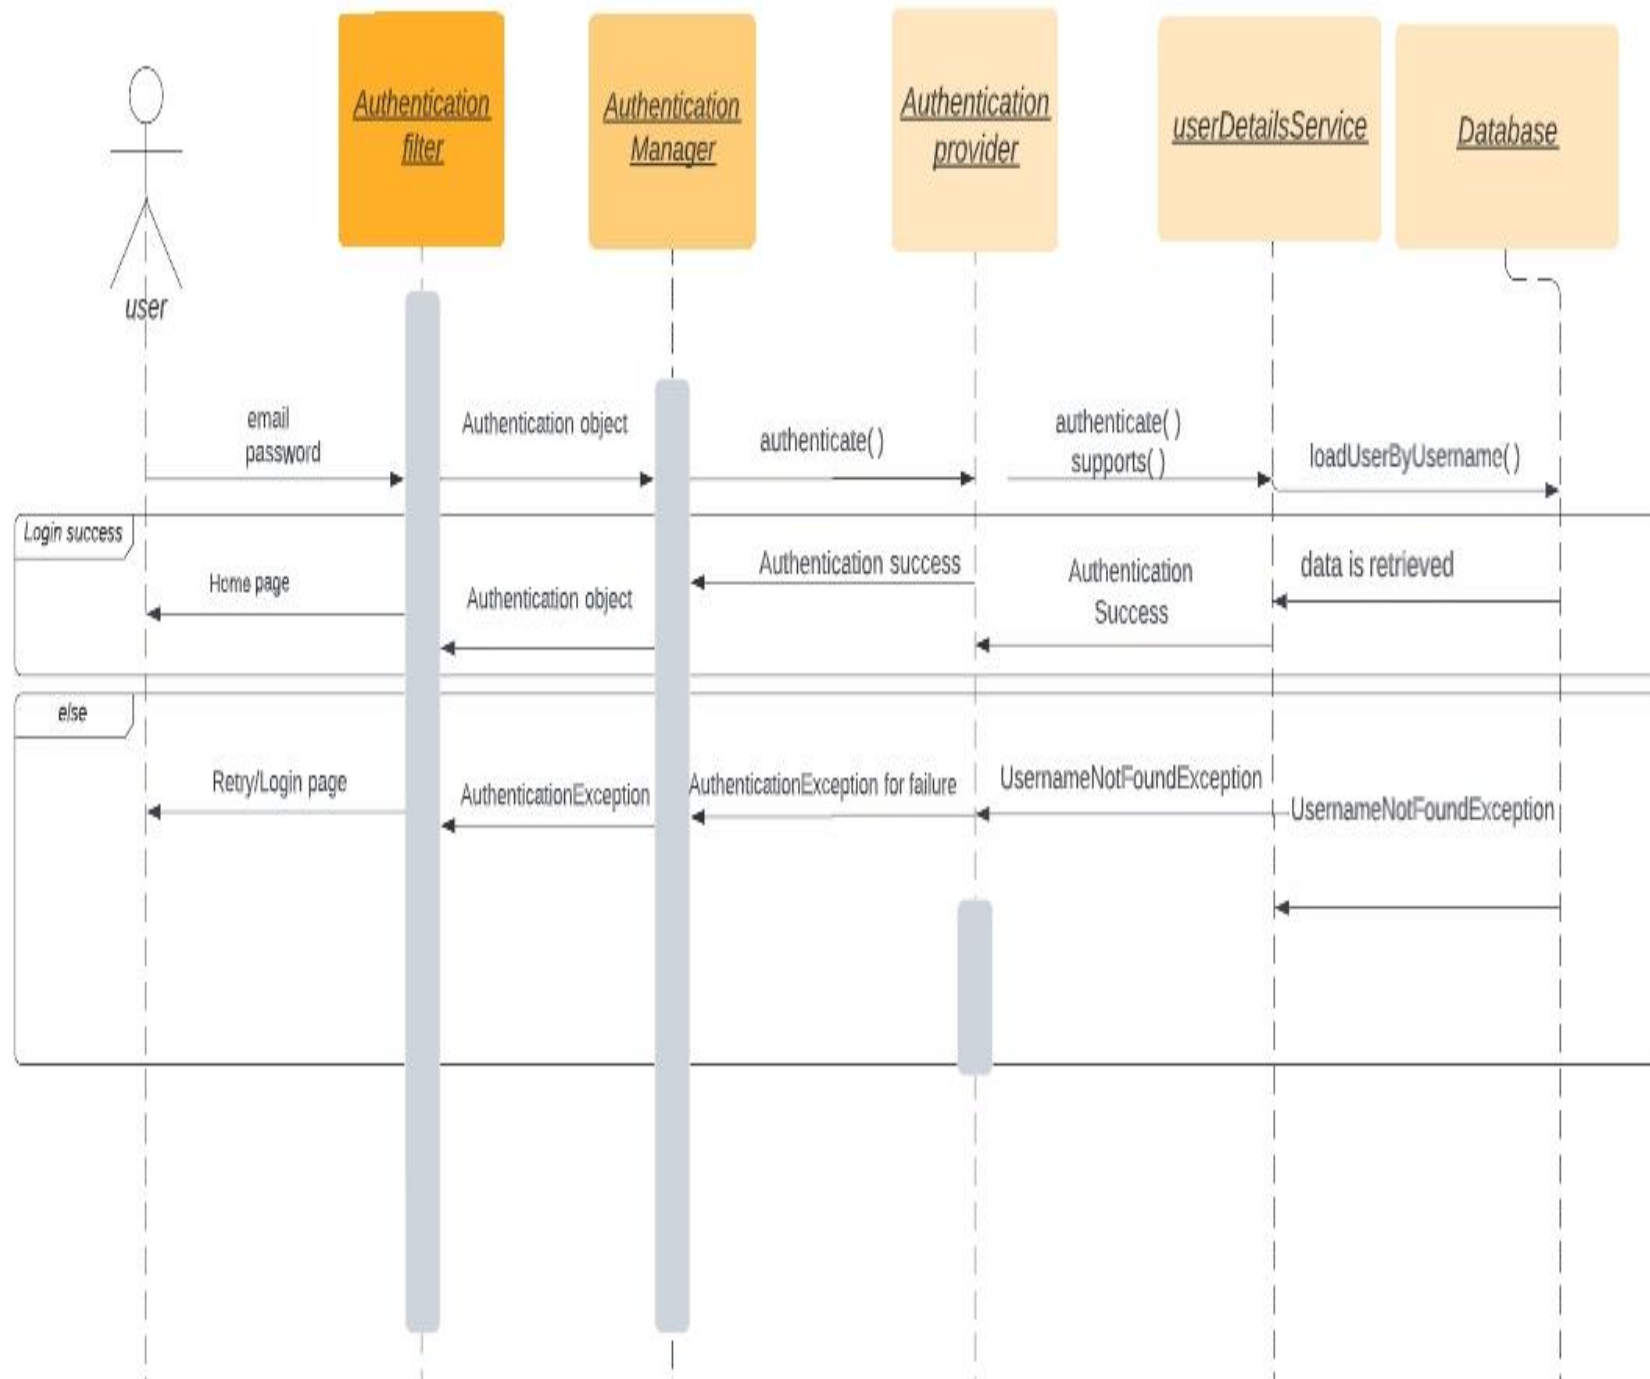 Authentication
filter
Authentication
Manager
Authentication
provider
userDetailsService
Database
user
email
password
Authentication object
authenticate( )
authenticate( )
supports( )
loadUserByUsername( )
Login success
Home page
Authentication object
Authentication success
Authentication
Success
data is retrieved
else
Retry/Login page
AuthenticationException
AuthenticationException for failure
UsernameNotFoundException
UsernameNotFoundException